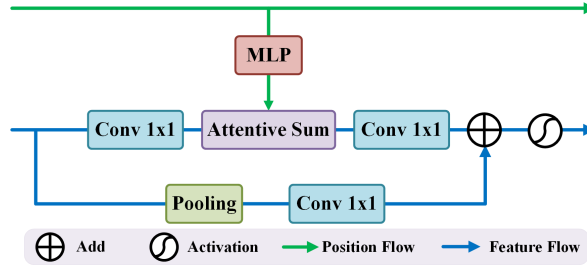 MLP
Conv 1x1
Attentive Sum
Conv 1x1
Pooling
Conv 1x1
Add
Activation
Position Flow
Feature Flow